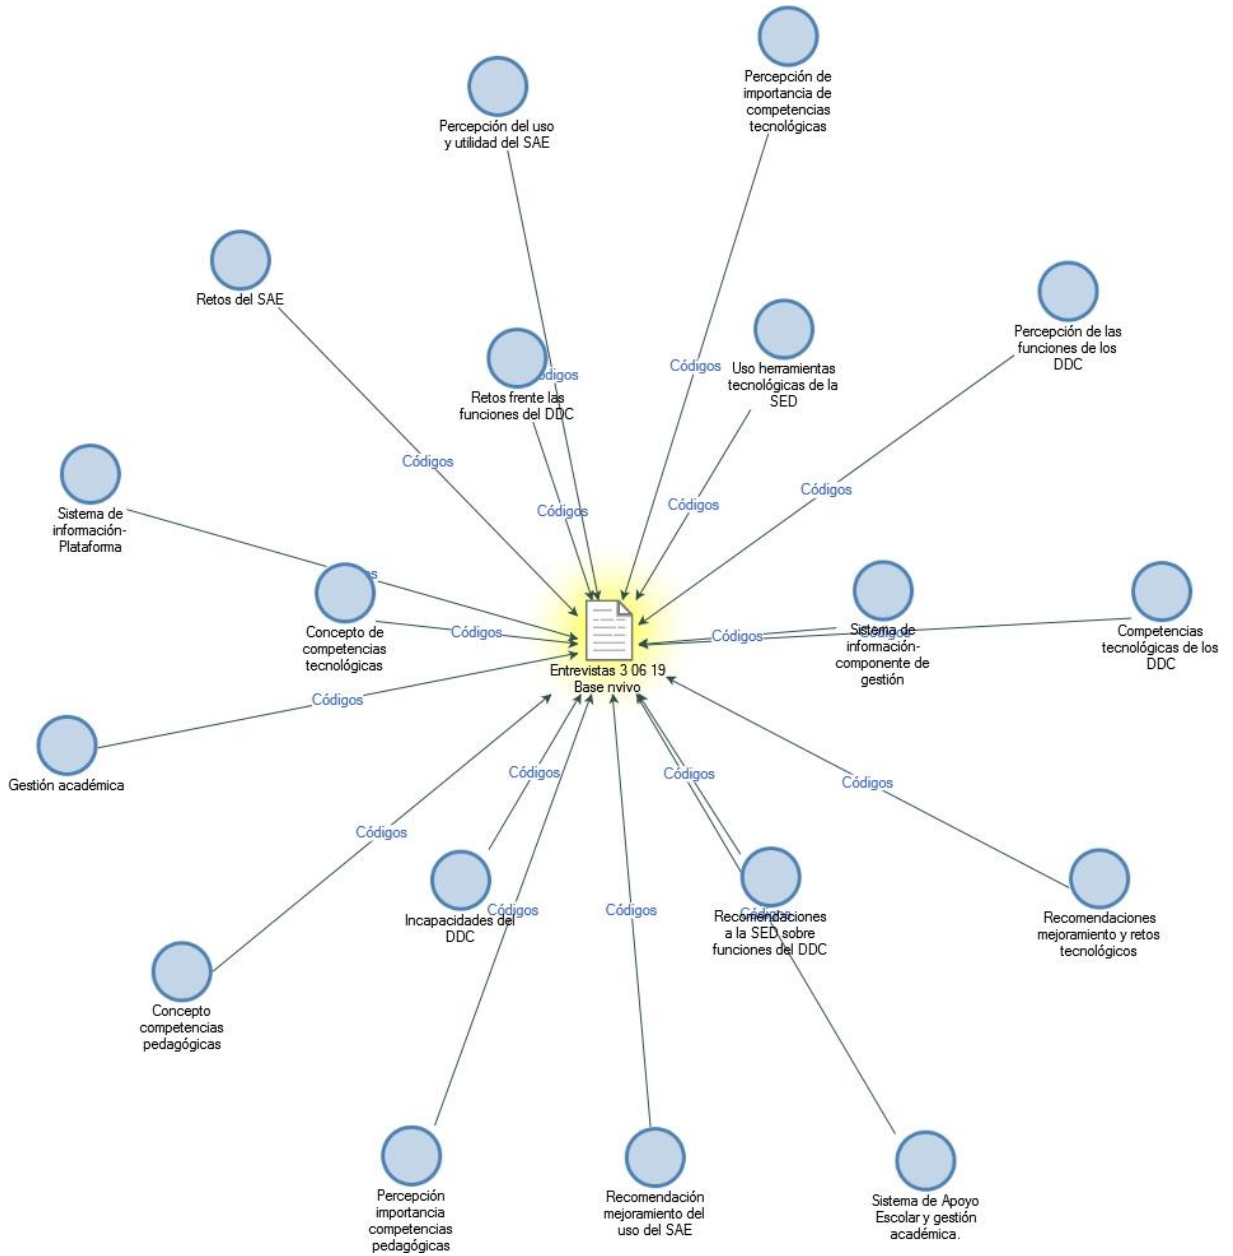 Percepción de
importancia de
competencias
tecnológicas
Percepción del uso
y utilidad del SAE
Retos del SAE
Percepción de las
funciones de los
DDC
Uso herramientas
tecnológicas de la
SED
Códigos
Códigos
Retos frente las
funciones del DDC
Códigos
Códigos
Códigos
Códigos
Sistema de
información-
Plataforma
Concepto de
competencias
tecnológicas
Códigos
Entrevistas 3 06 19
Base nvivo
Códigos
Sistema de
información-
componente de
gestión
Códigos
Competencias
tecnológicas de los
DDC
Códigos
Gestión académica
Códigos
Códigos
Códigos
Códigos
Incapacidades del
DDC
Códigos
Códigos
Recomendaciones
a la SED sobre
funciones del DDC
Códigos
Recomendaciones
mejoramiento y retos
tecnológicos
Concepto
competencias
pedagógicas
Percepción
importancia
competencias
pedagógicas
Recomendación
mejoramiento del
uso del SAE
Sistema de Apoyo
Escolar y gestión
académica.